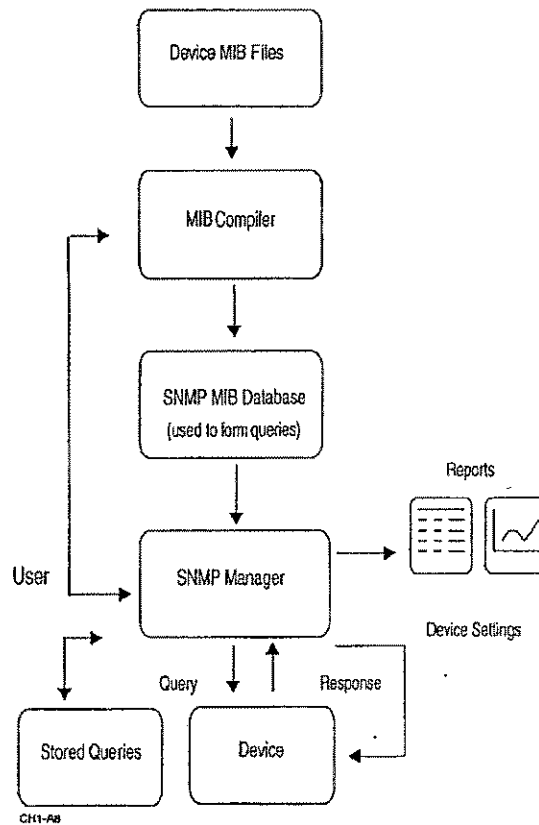 Device MIB Files
MIB Compiler
SNMP MIB Database
(used to form queries)
Reports
User
SNMP Manager
Device Settings
Query
Response
Stored Queries
Device
CH1-A8